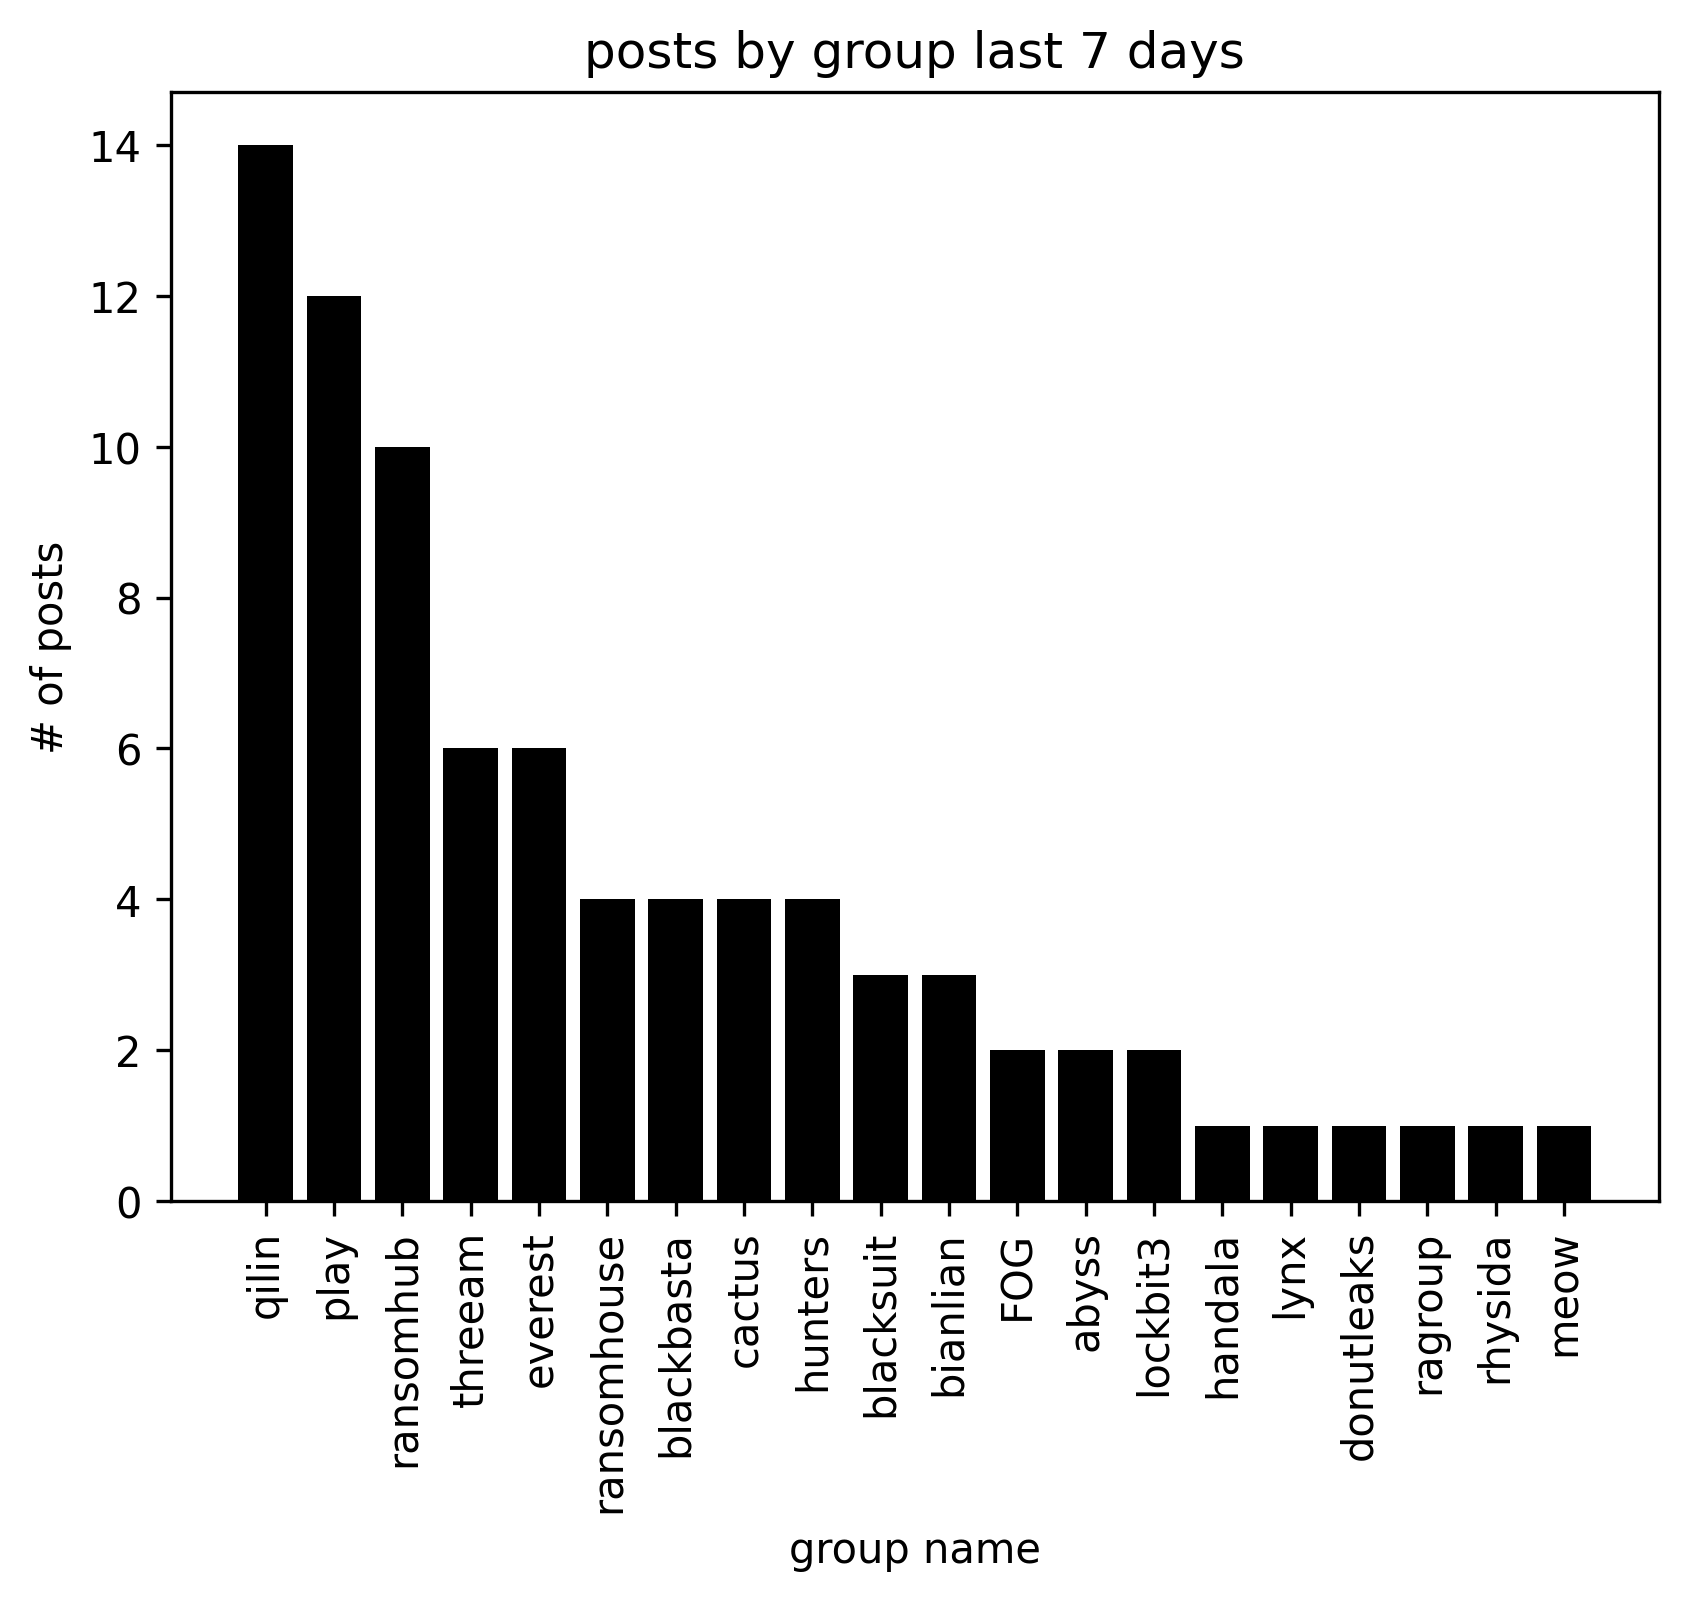 posts by group last 7 days
# of posts
14
12
10
8
6
4
2
0
qilin
play
ransomhub
threeam
everest
ransomhouse
blackbasta
cactus
hunters
blacksuit
bianlian
FOG
abyss
lockbit3
handala
lynx
donutleaks
ragroup
rhysida
meow
group name